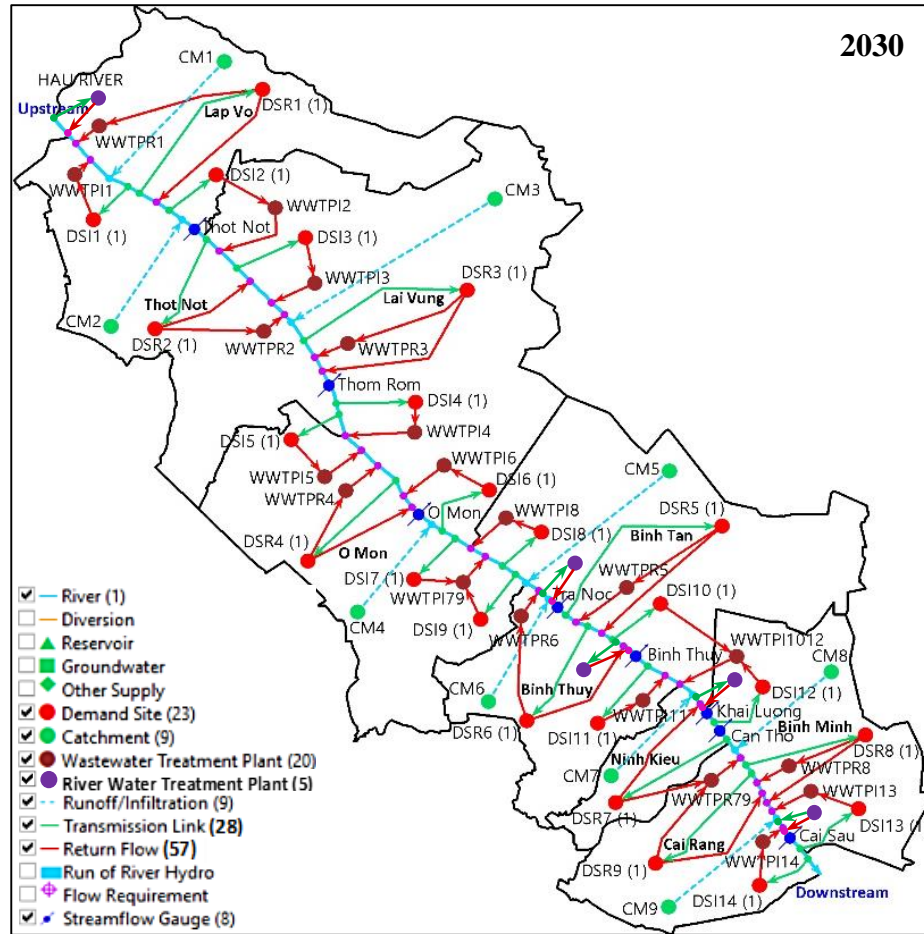 2030
CM1
HAU RIVER
Upstream
DSR1 (1)
Lap Vo
WWTPR1
WWTPI1
DSI2 (1)
CM3
WWTPI2
DSI1 (1)
Thot Not
DSI3 (1)
DSR3 (1)
WWTPI3
Lai Vung
Thot Not
CM2
DSR2 (1)
WWTPR2
WWTPR3
Thom Rom
DSI4 (1)
DSI5 (1)
WWTPI4
WWTPI6
CM5
WWTPI5
DSI6 (1)
WWTPR4
O Mon
WWTPI8
DSR5 (1)
DSI8 (1)
Binh Tan
DSR4 (1)
O Mon
DSI7 (1)
WWTPR5
DSI10 (1)
WWTPI79
Tra Noc
CM4
DSI9 (1)
WWTPR6
WWTPI1012
Binh Thuy
CM8
Binh Thuy
CM6
DSI12 (1)
WWTPI11
Khai Luong
DSR6 (1)
DSI11 (1)
Can Tho
Binh Minh
DSR8 (1)
Ninh Kieu
CM7
WWTPR8
WWTPR79
WWTPI13
DSR7 (1)
DSI13 (1)
Cai Sau
Cai Rang
WWTPI14
DSR9 (1)
DSI14 (1)
Downstream
CM9
River (1)
Diversion
Reservoir
Groundwater
Other Supply
Demand Site (23)
Catchment (9)
Wastewater Treatment Plant (20)
River Water Treatment Plant (5)
Runoff/Infiltration (9)
Transmission Link (28)
Return Flow (57)
Run of River Hydro
Flow Requirement
Streamflow Gauge (8)